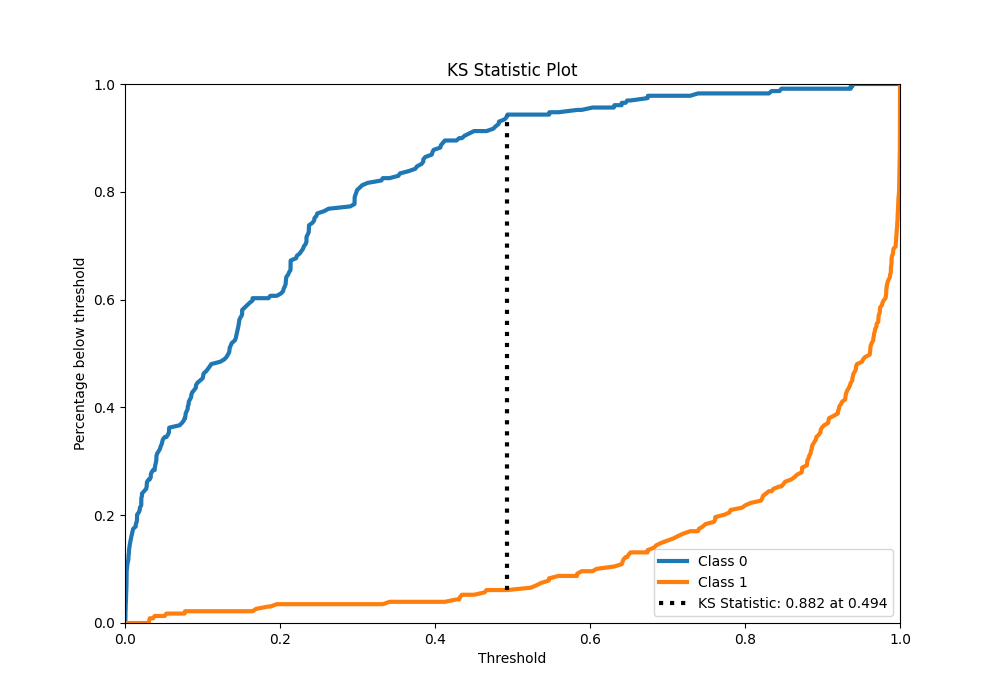 KS Statistic Plot
Percentage below threshold
1.0
0.8
0.6
0.4
0.2
0.0
0.0 0.2 0.4 0.6 0.8 1.0
Threshold
Class 0
Class 1
KS Statistic: 0.882 at 0.494